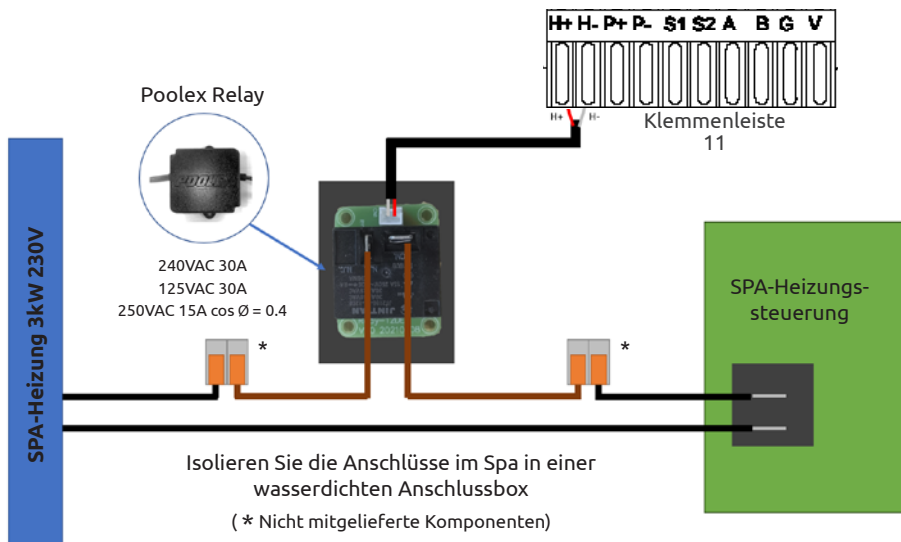 H+ H- P+ P- S1 S2 A B G V
H+
H-
Klemmenleiste
11
Poolex Relay
POOLEX
240VAC 30A
125VAC 30A
250VAC 15A cos Ø = 0.4
*
*
SPA-Heizung 3kW 230V
SPA-Heizungs-
steuerung
Isolieren Sie die Anschlüsse im Spa in einer
wasserdichten Anschlussbox
( * Nicht mitgelieferte Komponenten)